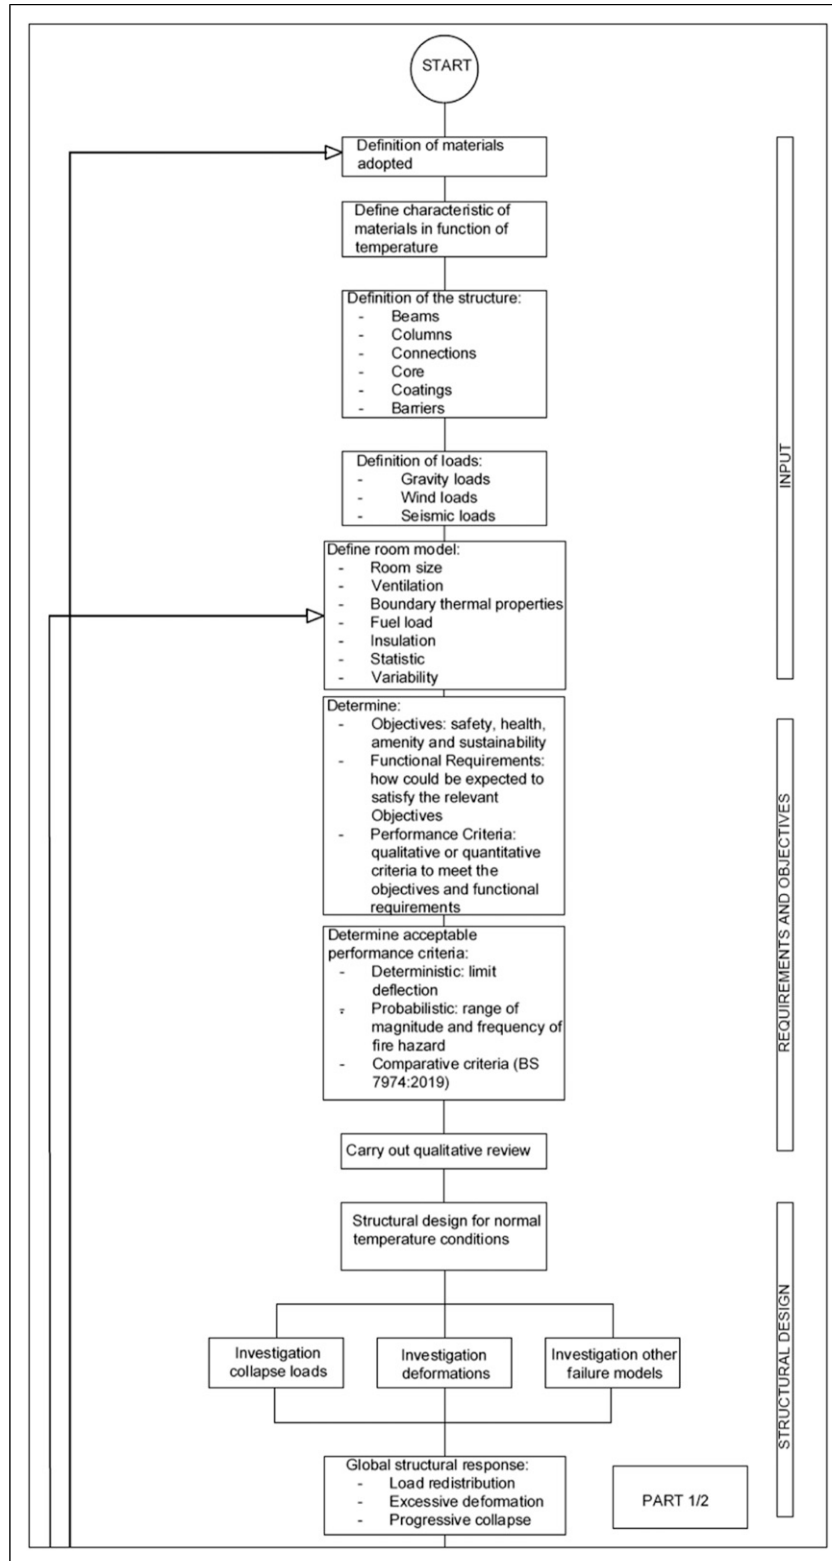 START
Definition of materials
adopted
Define characteristic of
materials in function of
temperature
Definition of the structure:
- Beams
- Columns
- Connections
- Core
- Coatings
- Barriers
Definition of loads:
- Gravity loads
- Wind loads
- Seismic loads
Define room model:
- Room size
- Ventilation
- Boundary thermal properties
- Fuel load
- Insulation
- Statistic
- Variability
INPUT
Determine:
- Objectives: safety, health,
amenity and sustainability
- Functional Requirements:
how could be expected to
satisfy the relevant
Objectives
- Performance Criteria:
qualitative or quantitative
criteria to meet the
objectives and functional
requirements
Determine acceptable
performance criteria:
- Deterministic: limit
deflection
- Probabilistic: range of
magnitude and frequency of
fire hazard
- Comparative criteria (BS
7974:2019)
Carry out qualitative review
REQUIREMENTS AND OBJECTIVES
Structural design for normal
temperature conditions
Investigation
collapse loads
Investigation
deformations
Investigation other
failure models
Global structural response:
- Load redistribution
- Excessive deformation
- Progressive collapse
STRUCTURAL DESIGN
PART 1/2